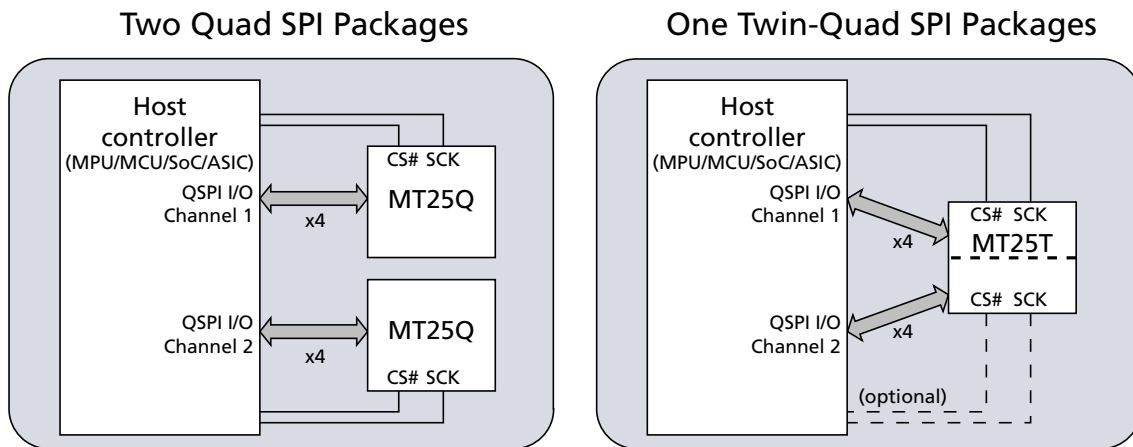 Two Quad SPI Packages
Host
controller
(MPU/MCU/SoC/ASIC)
CS# SCK
MT25Q
QSPI I/O
Channel 1
x4
MT25Q
QSPI I/O
Channel 2
x4
CS# SCK
One Twin-Quad SPI Packages
Host
controller
(MPU/MCU/SoC/ASIC)
QSPI I/O
Channel 1
x4
CS# SCK
MT25T
CS# SCK
QSPI I/O
Channel 2
x4
(optional)